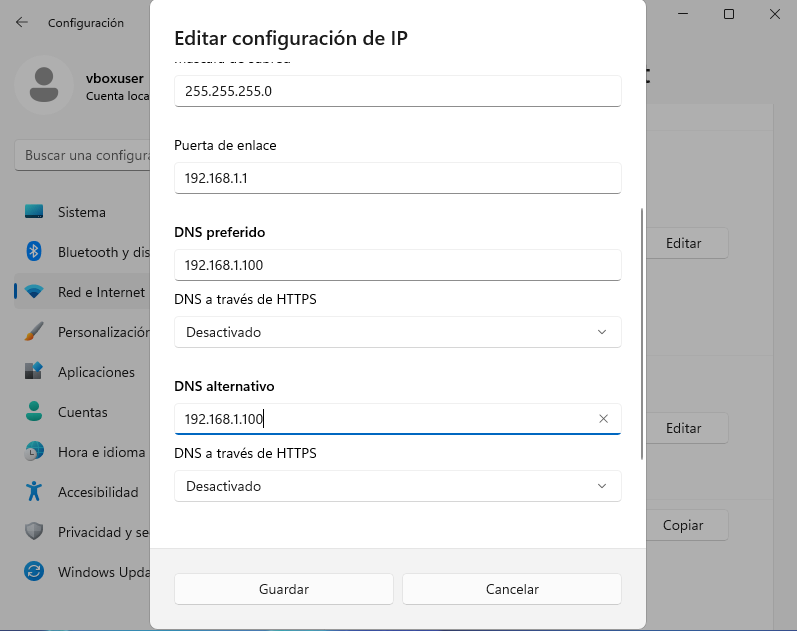 Configuración
vboxuser
Cuenta loca
Buscar una configura
Sistema
Bluetooth y dis
Red e Internet
Personalización
Aplicaciones
Cuentas
Hora e idioma
Accesibilidad
Privacidad y se
Windows Upda
Editar configuración de IP
255.255.255.0
Puerta de enlace
192.168.1.1
DNS preferido
192.168.1.100
DNS a través de HTTPS
Desactivado
DNS alternativo
192.168.1.100
DNS a través de HTTPS
Desactivado
Guardar
Cancelar
Editar
Editar
Copiar